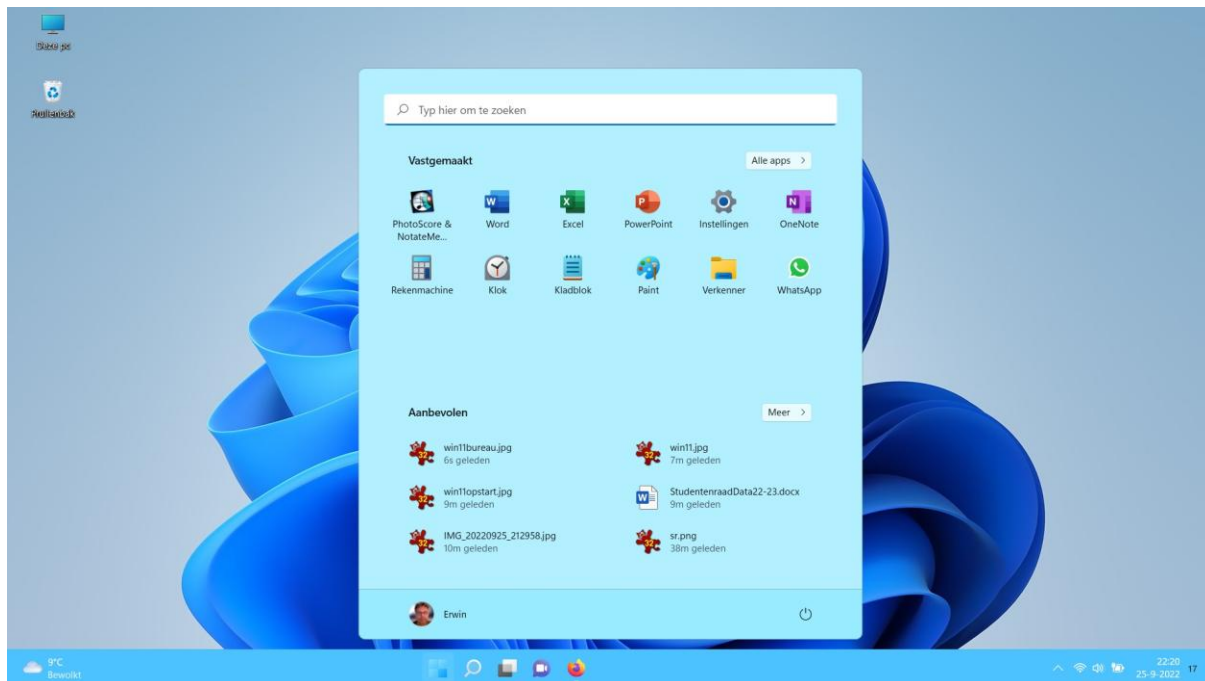 Deze pc
Prullenbak
Typ hier om te zoeken
Vastgemaakt
Alle apps
PhotoScore &
NotateMe...
Word
Excel
PowerPoint
Instellingen
OneNote
Rekenmachine
Klok
Kladblok
Paint
Verkenner
WhatsApp
Aanbevolen
Meer
win11bureau.jpg
6s geleden
win11.jpg
7m geleden
win11opstart.jpg
9m geleden
StudentenraadData22-23.docx
9m geleden
IMG_20220925_212958.jpg
10m geleden
sr.png
38m geleden
Erwin
9°C
Bewolkt
22:20
25-9-2022
17